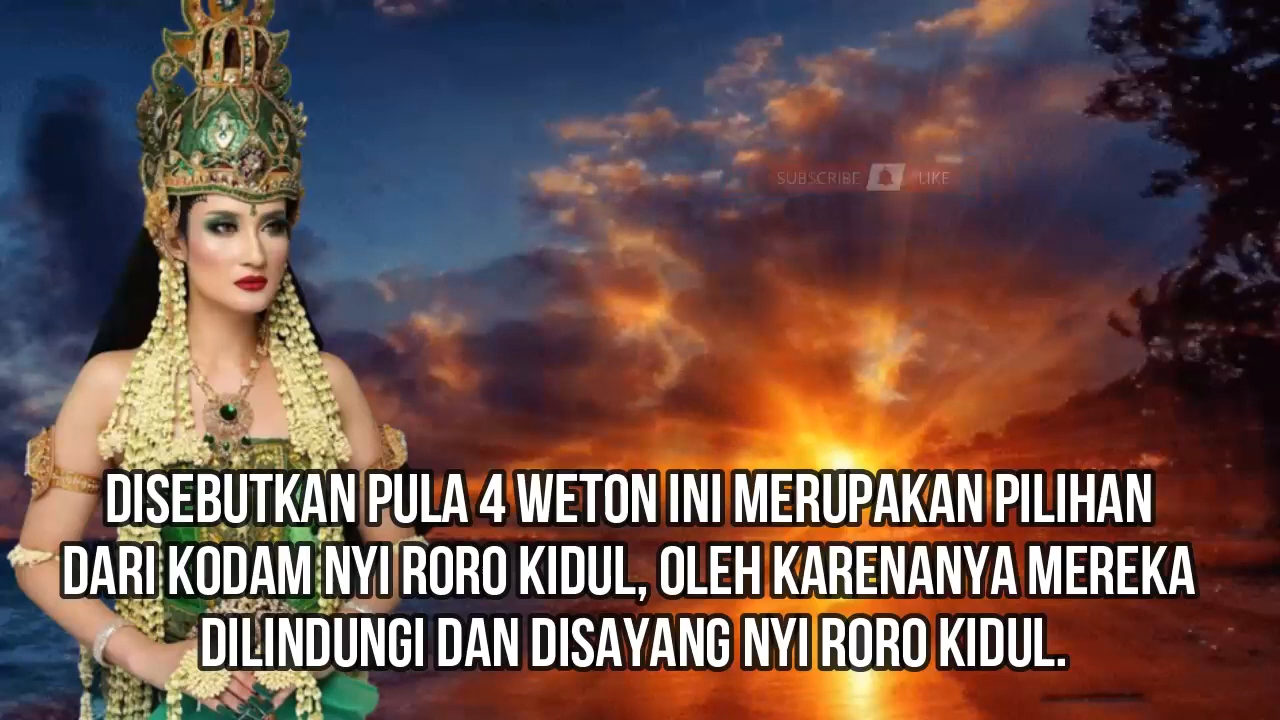 SUBSCRIBE LIKE
DISEBUTKAN PULA 4 WETON INI MERUPAKAN PILIHAN
DARI KODAM NYI RORO KIDUL, OLEH KARENANYA MEREKA
DILINDUNGI DAN DISAYANG NYI RORO KIDUL.